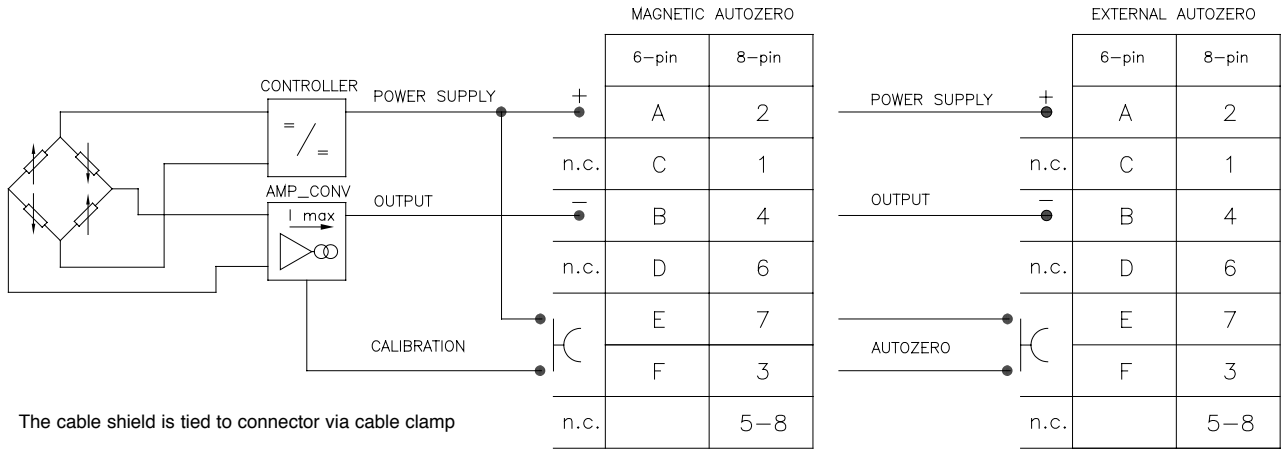 MAGNETIC AUTOZERO
EXTERNAL AUTOZERO
6-pin 8-pin
6-pin 8-pin
CONTROLLER
= / =
POWER SUPPLY + A 2
POWER SUPPLY + A 2
n.c. C 1
n.c. C 1
AMP_CONV
I max
OUTPUT - B 4
OUTPUT - B 4
n.c. D 6
n.c. D 6
E 7
E 7
CALIBRATION
AUTOZERO
F 3
F 3
The cable shield is tied to connector via cable clamp
n.c. 5-8
n.c. 5-8